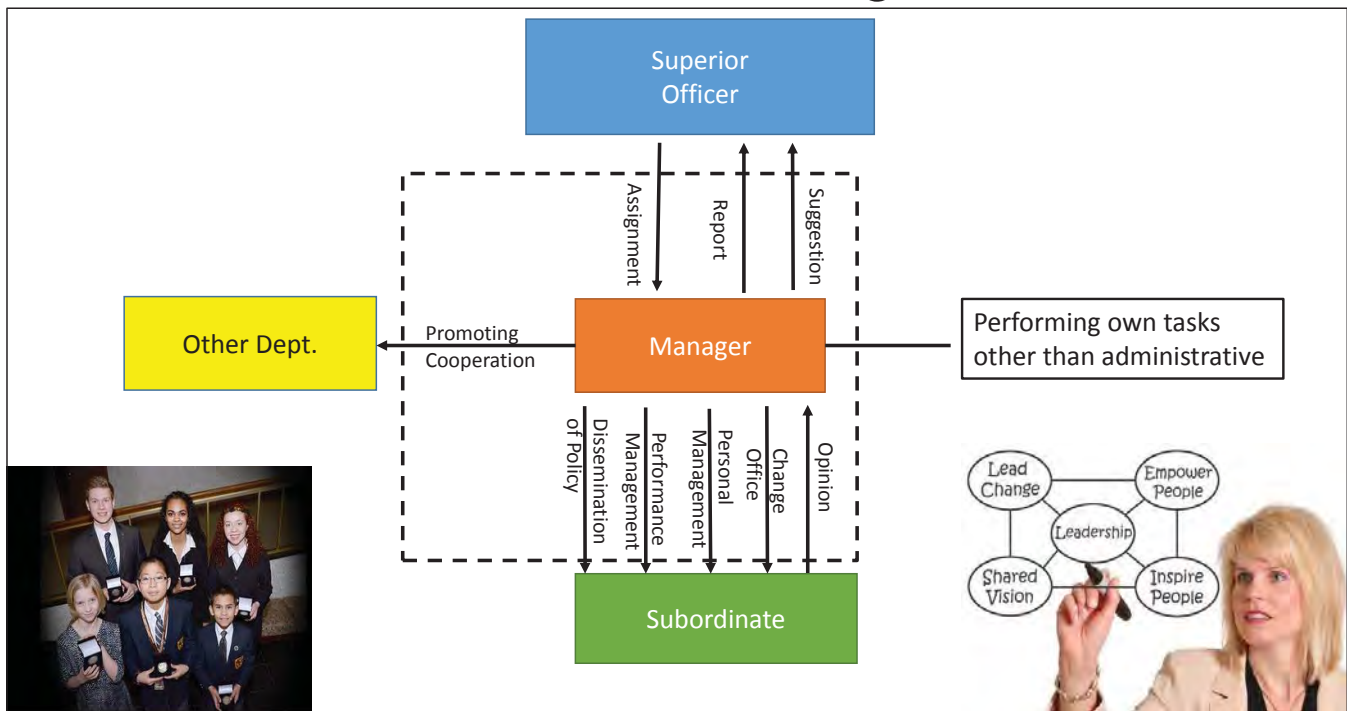 Superior
Officer
Assignment
Report
Suggestion
Other Dept.
Promoting
Cooperation
Manager
Performing own tasks
other than administrative
Dissemination
of Policy
Performance
Management
Personal
Management
Change
Office
Opinion
Subordinate
Lead
Change
Empower
People
Leadership
Shared
Vision
Inspire
People